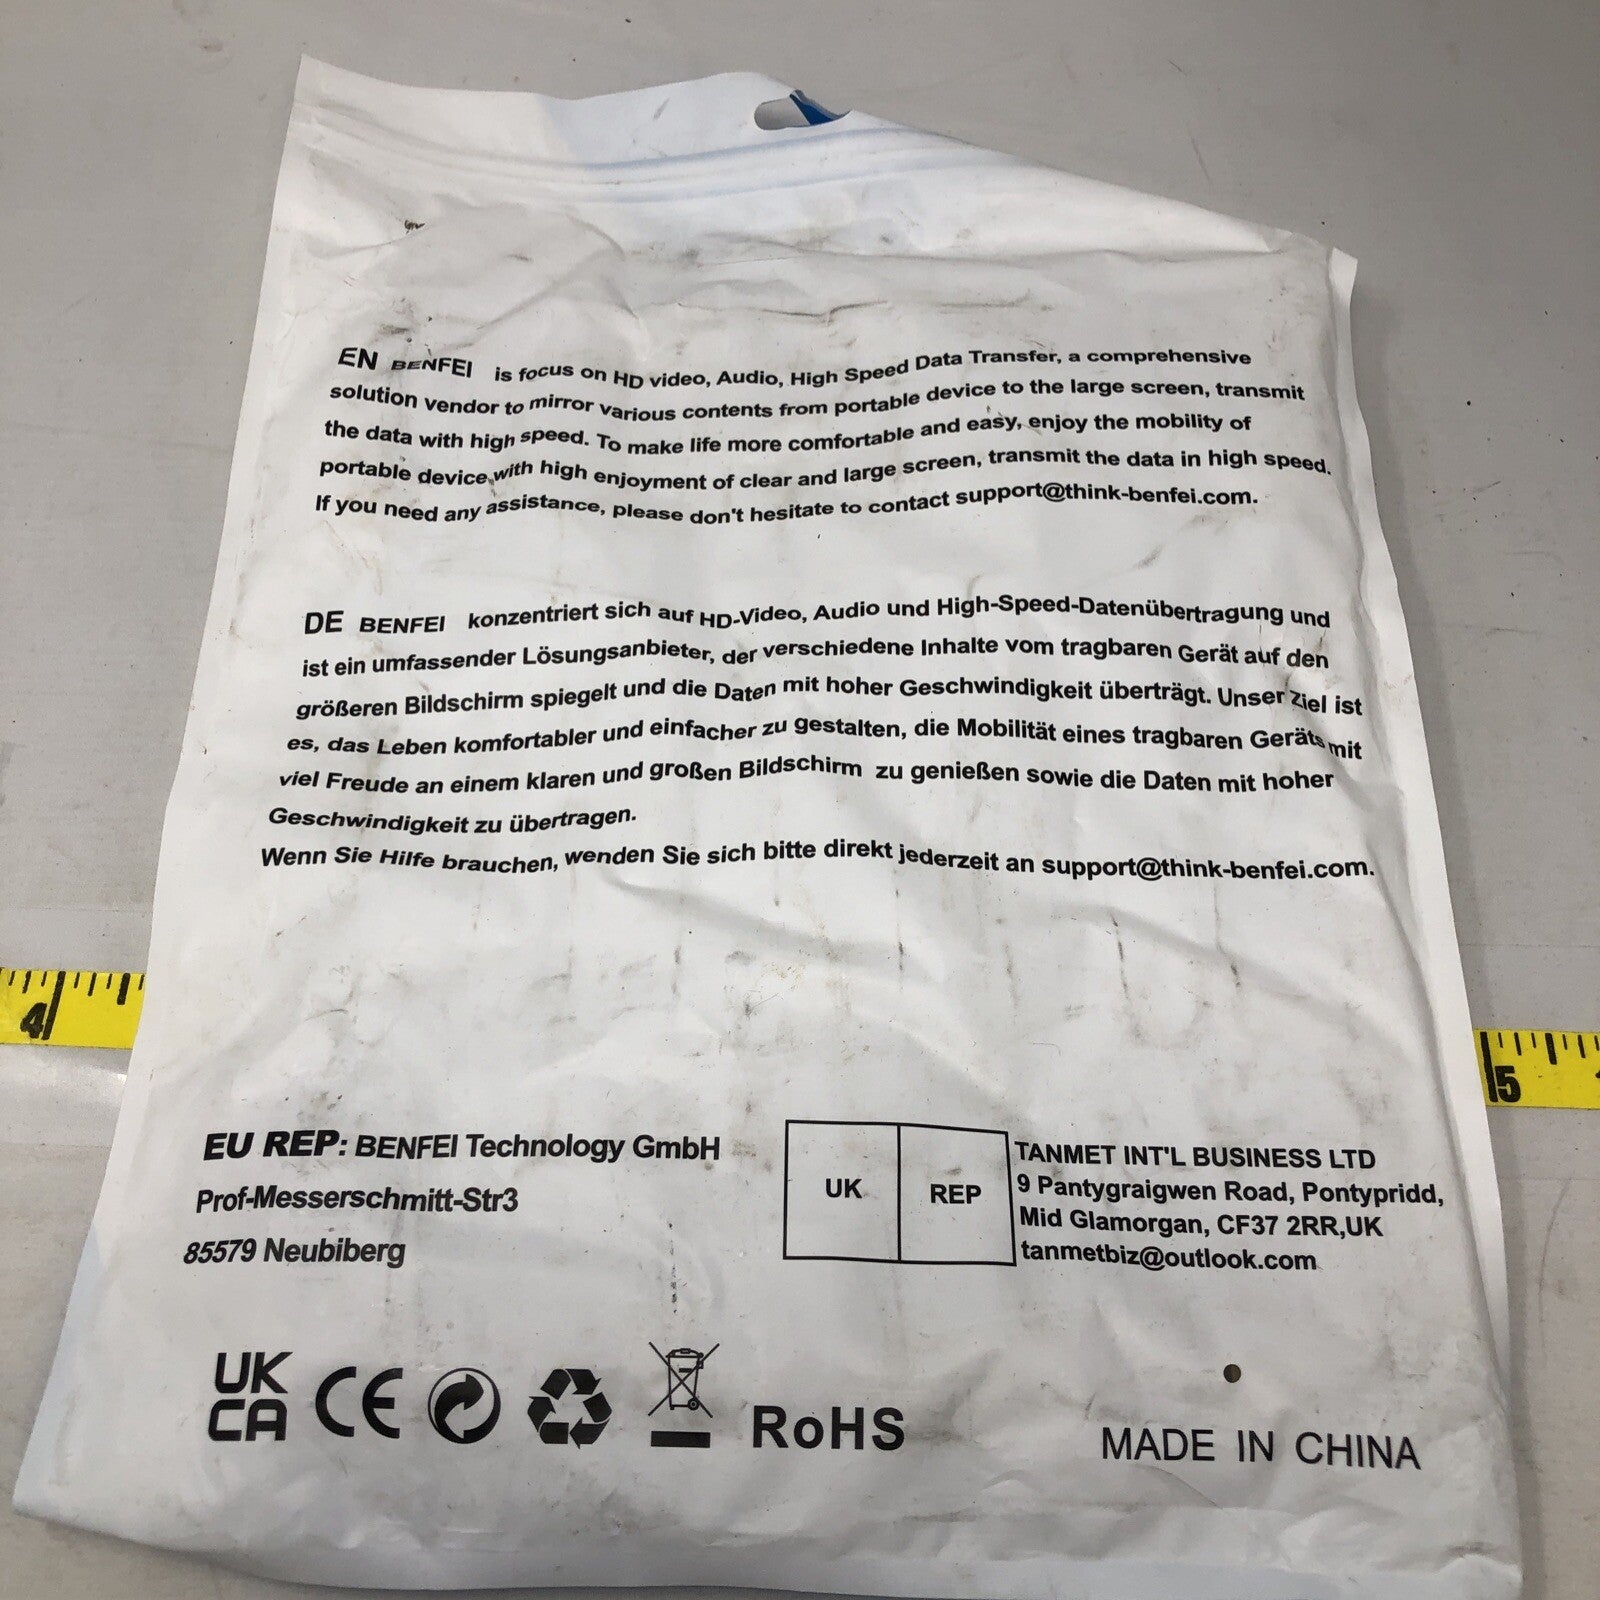 EN BENFEI is focus on HD video, Audio, High Speed Data Transfer, a comprehensive
solution vendor to mirror various contents from portable device to the large screen, transmit
the data with high speed. To make life more comfortable and easy, enjoy the mobility of
portable device with high enjoyment of clear and large screen, transmit the data in high speed.
If you need any assistance, please don't hesitate to contact support@think-benfei.com.
DE BENFEI konzentriert sich auf HD-Video, Audio und High-Speed-Datenübertragung und
ist ein umfassender Lösungsanbieter, der verschiedene Inhalte vom tragbaren Gerät auf den
größeren Bildschirm spiegelt und die Daten mit hoher Geschwindigkeit überträgt. Unser Ziel ist
es, das Leben komfortabler und einfacher zu gestalten, die Mobilität eines tragbaren Geräts mit
viel Freude an einem klaren und großen Bildschirm zu genießen sowie die Daten mit hoher
Geschwindigkeit zu übertragen.
Wenn Sie Hilfe brauchen, wenden Sie sich bitte direkt jederzeit an support@think-benfei.com.
4
5
EU REP: BENFEI Technology GmbH
Prof-Messerschmitt-Str3
85579 Neubiberg
UK REP
TANMET INT'L BUSINESS LTD
9 Pantygraigwen Road, Pontypridd,
Mid Glamorgan, CF37 2RR,UK
tanmetbiz@outlook.com
UK
CA CE RoHS
MADE IN CHINA